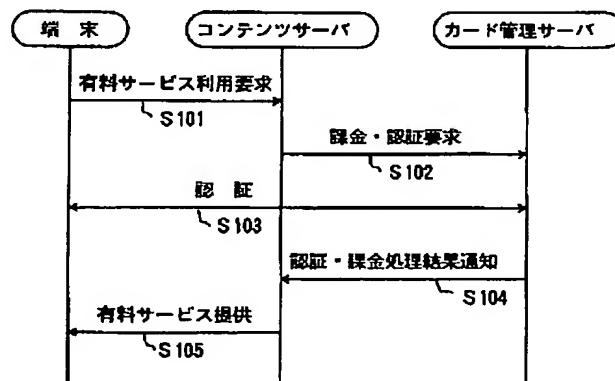 端 末 コンテンツサーバ カード管理サーバ
有料サービス利用要求
S101
課金・認証要求
S102
認 証
S103
認証・課金処理結果通知
S104
有料サービス提供
S105